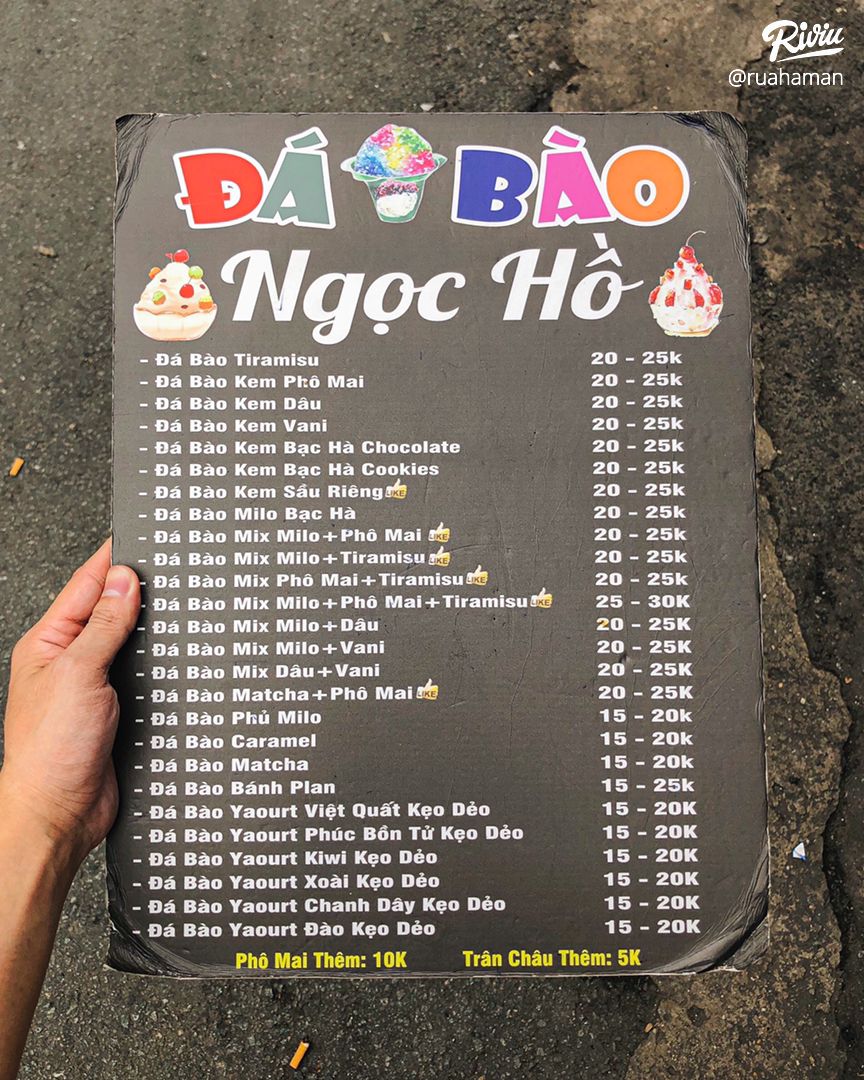 Riviu
@ruahaman
ĐÁ BÀO
Ngọc Hồ
- Đá Bào Tiramisu 20 - 25k
- Đá Bào Kem Phô Mai 20 - 25k
- Đá Bào Kem Dâu 20 - 25k
- Đá Bào Kem Vani 20 - 25k
- Đá Bào Kem Bạc Hà Chocolate 20 - 25k
- Đá Bào Kem Bạc Hà Cookies 20 - 25k
- Đá Bào Kem Sầu Riêng LIKE 20 - 25k
- Đá Bào Milo Bạc Hà 20 - 25k
- Đá Bào Mix Milo+Phô Mai LIKE 20 - 25k
- Đá Bào Mix Milo+Tiramisu LIKE 20 - 25k
- Đá Bào Mix Phô Mai+Tiramisu LIKE 20 - 25k
- Đá Bào Mix Milo+Phô Mai+Tiramisu LIKE 25 - 30K
- Đá Bào Mix Milo+Dâu 20 - 25K
- Đá Bào Mix Milo+Vani 20 - 25K
- Đá Bào Mix Dâu+Vani 20 - 25K
- Đá Bào Matcha+Phô Mai LIKE 20 - 25K
- Đá Bào Phủ Milo 15 - 20k
- Đá Bào Caramel 15 - 20k
- Đá Bào Matcha 15 - 20k
- Đá Bào Bánh Plan 15 - 25k
- Đá Bào Yaourt Việt Quất Kẹo Dẻo 15 - 20K
- Đá Bào Yaourt Phúc Bồn Tử Kẹo Dẻo 15 - 20K
- Đá Bào Yaourt Kiwi Kẹo Dẻo 15 - 20K
- Đá Bào Yaourt Xoài Kẹo Dẻo 15 - 20K
- Đá Bào Yaourt Chanh Dây Kẹo Dẻo 15 - 20K
- Đá Bào Yaourt Đào Kẹo Dẻo 15 - 20K
Phô Mai Thêm: 10K Trân Châu Thêm: 5K